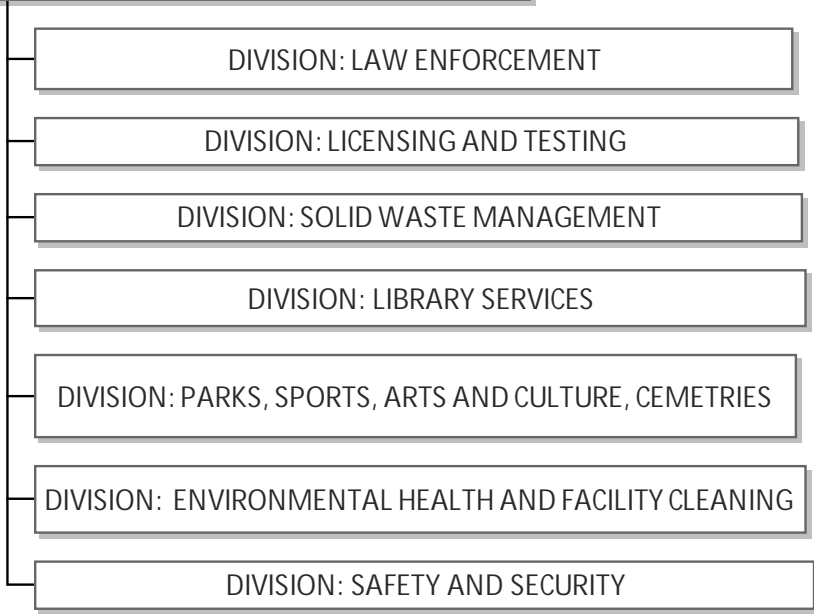 DIVISION: LAW ENFORCEMENT
DIVISION: LICENSING AND TESTING
DIVISION: SOLID WASTE MANAGEMENT
DIVISION: LIBRARY SERVICES
DIVISION: PARKS, SPORTS, ARTS AND CULTURE, CEMETRIES
DIVISION: ENVIRONMENTAL HEALTH AND FACILITY CLEANING
DIVISION: SAFETY AND SECURITY